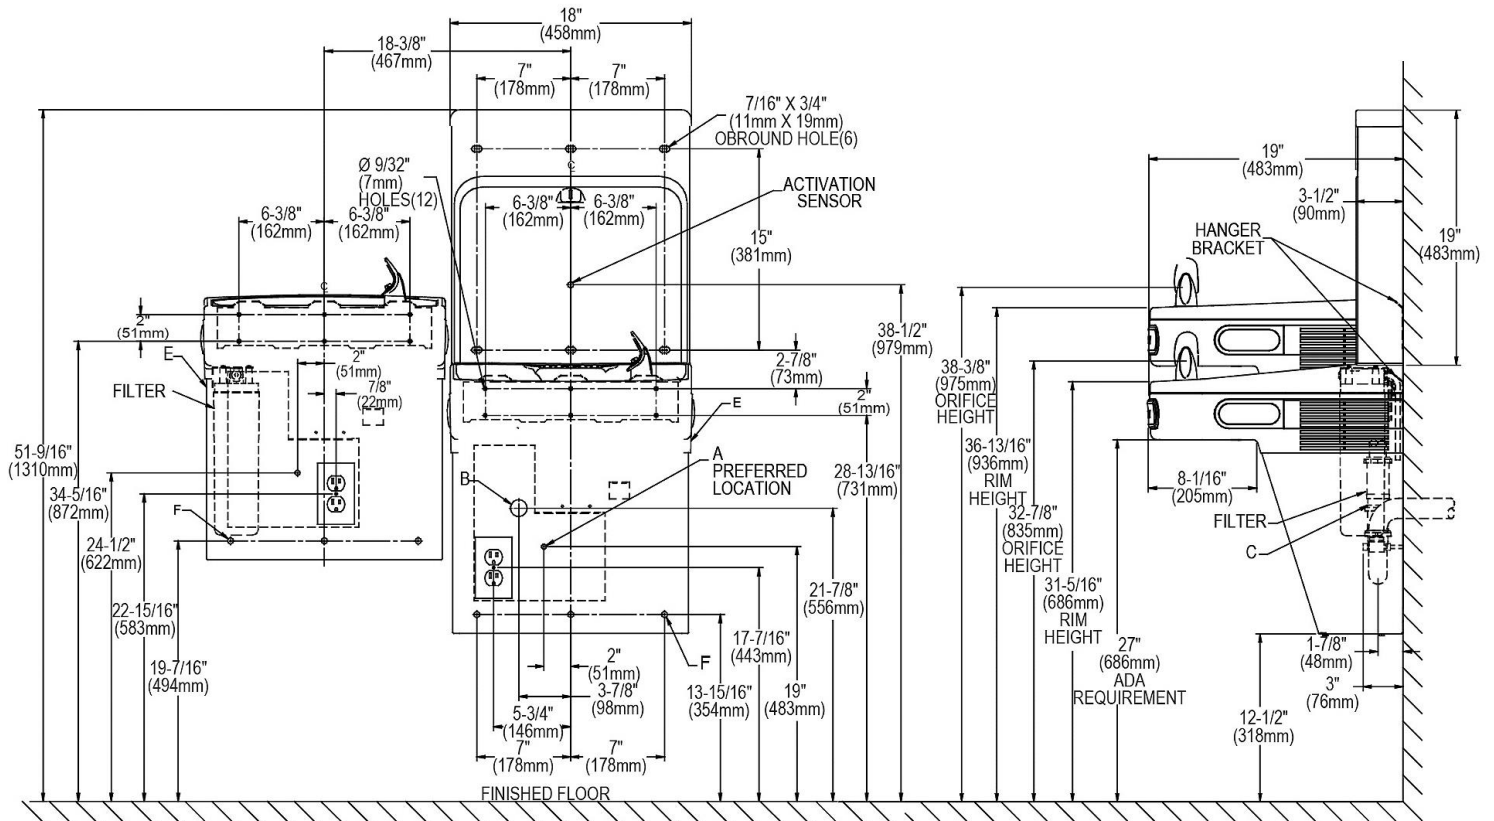 18"
(458mm)
18-3/8"
(467mm)
7"
(178mm)
7"
(178mm)
7/16" X 3/4"
(11mm X 19mm)
OBROUND HOLE(6)
Ø 9/32"
(7mm)
HOLES(12)
C
ACTIVATION
SENSOR
6-3/8"
(162mm)
6-3/8"
(162mm)
6-3/8"
(162mm)
6-3/8"
(162mm)
15"
(381mm)
C
2"
(51mm)
E
FILTER
2"
(51mm)
7/8"
(22mm)
38-1/2"
(979mm)
2-7/8"
(73mm)
2"
(51mm)
E
51-9/16"
(1310mm)
34-5/16"
(872mm)
24-1/2"
(622mm)
22-15/16"
(583mm)
19-7/16"
(494mm)
F
B
A
PREFERRED
LOCATION
28-13/16"
(731mm)
21-7/8"
(556mm)
17-7/16"
(443mm)
19"
(483mm)
13-15/16"
(354mm)
F
2"
(51mm)
3-7/8"
(98mm)
5-3/4"
(146mm)
7"
(178mm)
7"
(178mm)
FINISHED FLOOR
19"
(483mm)
3-1/2"
(90mm)
HANGER
BRACKET
19"
(483mm)
38-3/8"
(975mm)
ORIFICE
HEIGHT
36-13/16"
(936mm)
RIM
HEIGHT
32-7/8"
(835mm)
ORIFICE
HEIGHT
31-5/16"
(686mm)
RIM
HEIGHT
27"
(686mm)
ADA
REQUIREMENT
8-1/16"
(205mm)
FILTER
C
1-7/8"
(48mm)
3"
(76mm)
12-1/2"
(318mm)